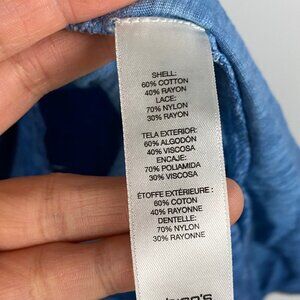 SHELL:
60% COTTON
40% RAYON
LACE:
70% NYLON
30% RAYON
TELA EXTERIOR:
60% ALGODÓN
40% VISCOSA
ENCAJE:
70% POLIAMIDA
30% VISCOSA
ÉTOFFE EXTÉRIEURE :
60% COTON
40% RAYONNE
DENTELLE:
70% NYLON
30% RAYONNE